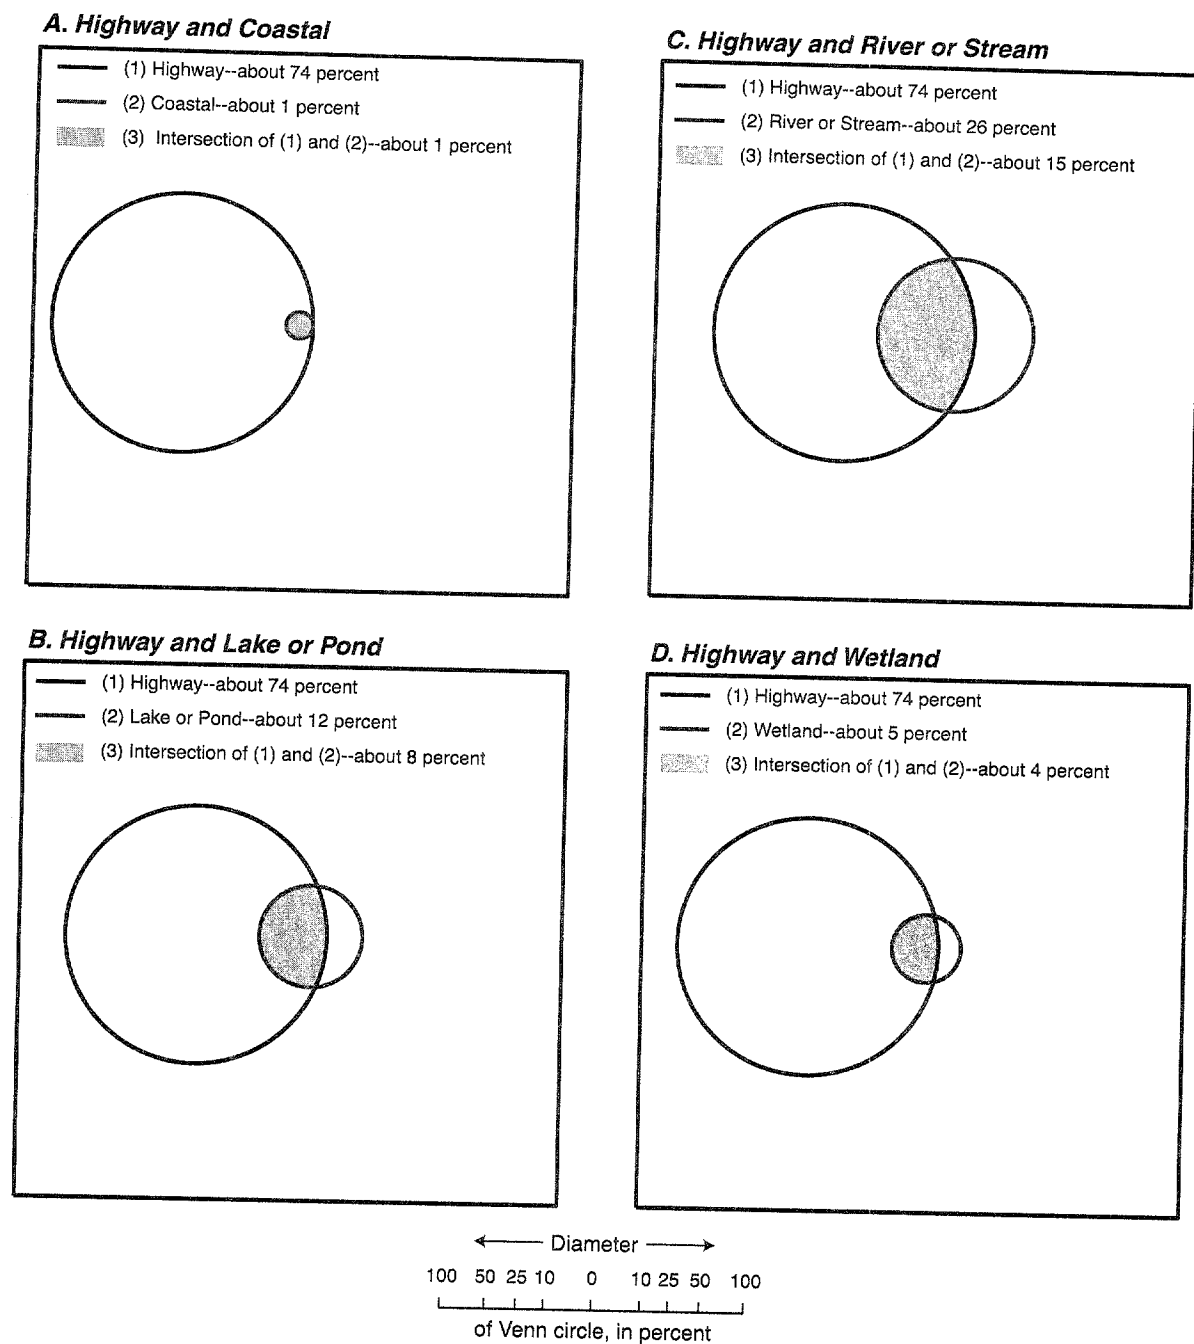 A. Highway and Coastal
(1) Highway--about 74 percent
(2) Coastal--about 1 percent
(3) Intersection of (1) and (2)--about 1 percent
C. Highway and River or Stream
(1) Highway--about 74 percent
(2) River or Stream--about 26 percent
(3) Intersection of (1) and (2)--about 15 percent
B. Highway and Lake or Pond
(1) Highway--about 74 percent
(2) Lake or Pond--about 12 percent
(3) Intersection of (1) and (2)--about 8 percent
D. Highway and Wetland
(1) Highway--about 74 percent
(2) Wetland--about 5 percent
(3) Intersection of (1) and (2)--about 4 percent
Diameter
100 50 25 10 0 10 25 50 100
of Venn circle, in percent